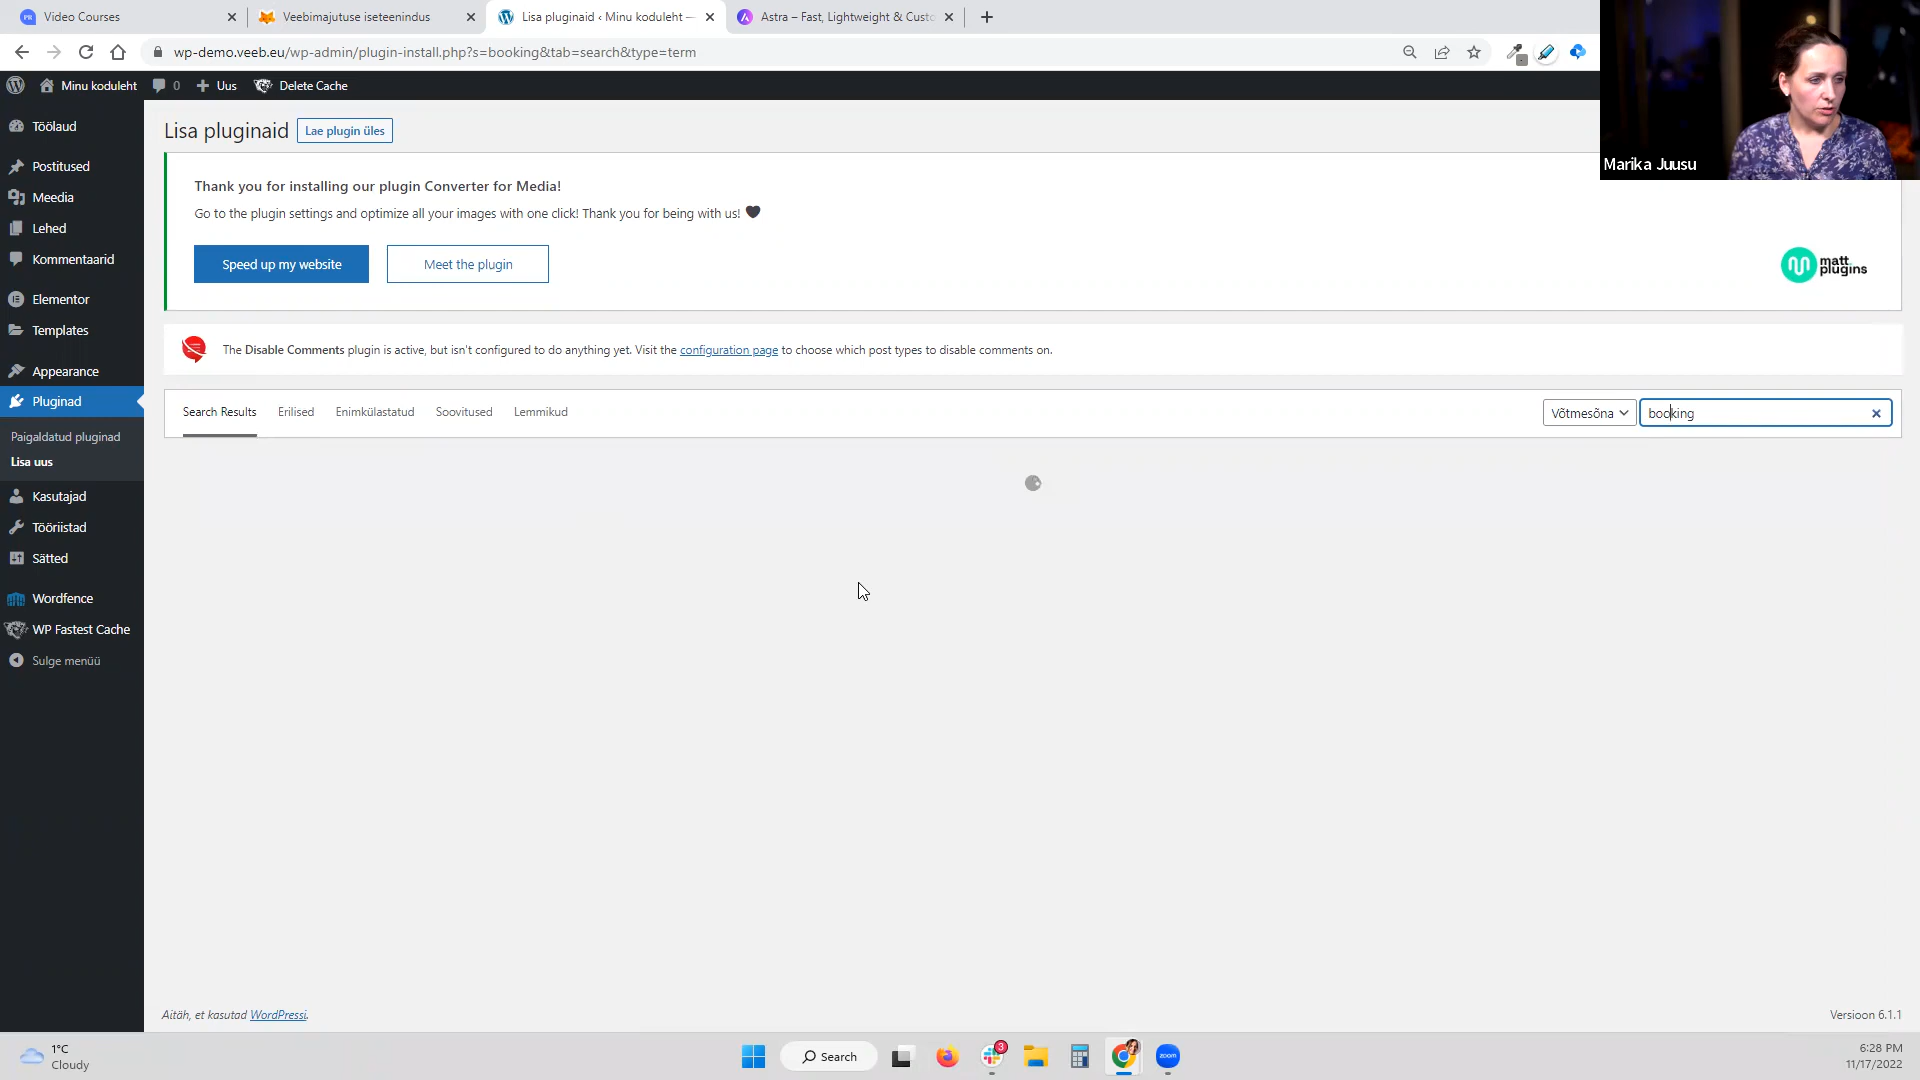 Video Courses
Veebimajutuse iseteenindus
Lisa pluginaid ‹ Minu koduleht —
Astra – Fast, Lightweight & Custo
wp-demo.veeb.eu/wp-admin/plugin-install.php?s=booking&tab=search&type=term
Minu koduleht
0
Uus
Delete Cache
Marika Juusu
Töölaud
Postitused
Meedia
Lehed
Kommentaarid
Elementor
Templates
Appearance
Pluginad
Paigaldatud pluginad
Lisa uus
Kasutajad
Tööriistad
Sätted
Wordfence
WP Fastest Cache
Sulge menüü
Lisa pluginaid
Lae plugin üles
Thank you for installing our plugin Converter for Media!
Go to the plugin settings and optimize all your images with one click! Thank you for being with us!
Speed up my website
Meet the plugin
matt plugins
The Disable Comments plugin is active, but isn't configured to do anything yet. Visit the configuration page to choose which post types to disable comments on.
Search Results
Erilised
Enimkülastatud
Soovitused
Lemmikud
Võtmesõna
booking
Aitäh, et kasutad WordPressi.
Versioon 6.1.1
1°C
Cloudy
Search
3
zoom
6:28 PM
11/17/2022